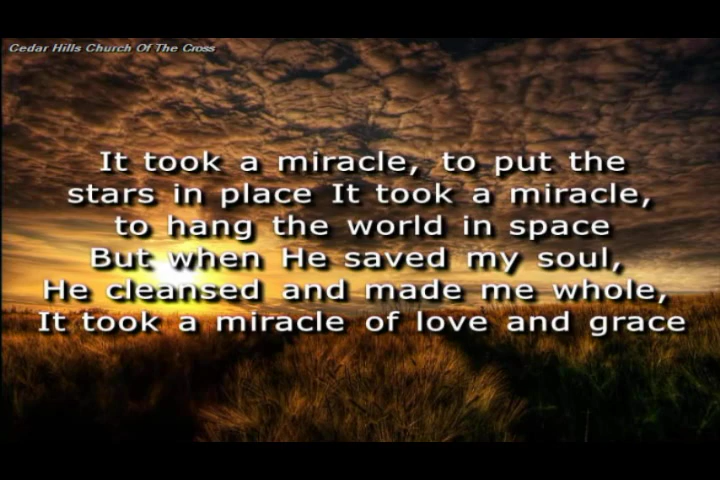 Cedar Hills Church Of The Cross
It took a miracle, to put the
stars in place It took a miracle,
to hang the world in space
But when He saved my soul,
He cleansed and made me whole,
It took a miracle of love and grace